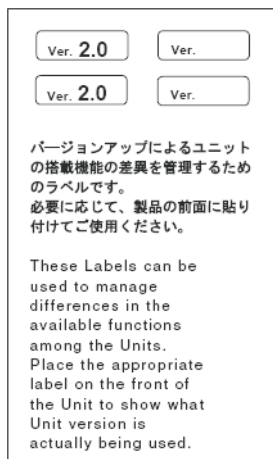 Ver. 2.0 Ver.
Ver. 2.0 Ver.
バージョンアップによるユニット
の搭載機能の差異を管理するため
のラベルです。
必要に応じて、製品の前面に貼り
付けてご使用ください。
These Labels can be
used to manage
differences in the
available functions
among the Units.
Place the appropriate
label on the front of
the Unit to show what
Unit version is
actually being used.